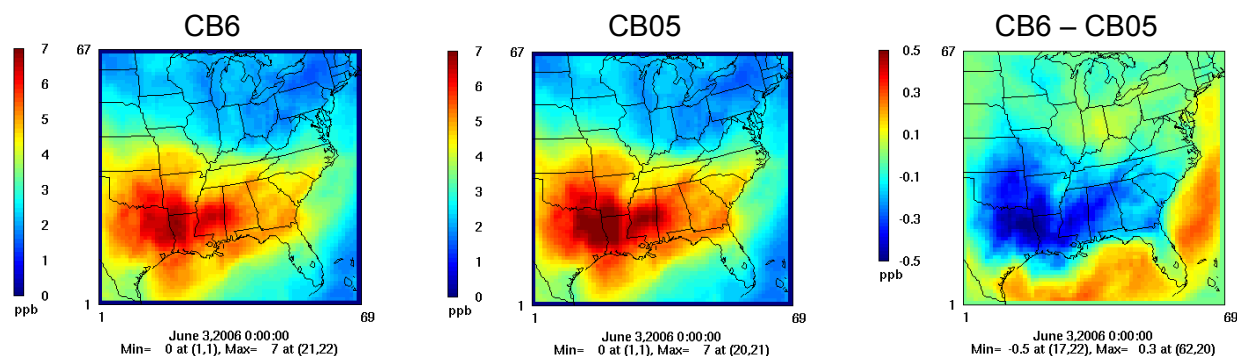 CB6
CB05
CB6 – CB05
7
6
5
4
3
2
1
0
ppb
67
1
1
69
June 3,2006 0:00:00
Min= 0 at (1,1), Max= 7 at (21,22)
7
6
5
4
3
2
1
0
ppb
67
1
1
69
June 3,2006 0:00:00
Min= 0 at (1,1), Max= 7 at (20,21)
0.5
0.3
0.1
-0.1
-0.3
-0.5
ppb
67
1
1
69
June 3,2006 0:00:00
Min= -0.5 at (17,22), Max= 0.3 at (62,20)